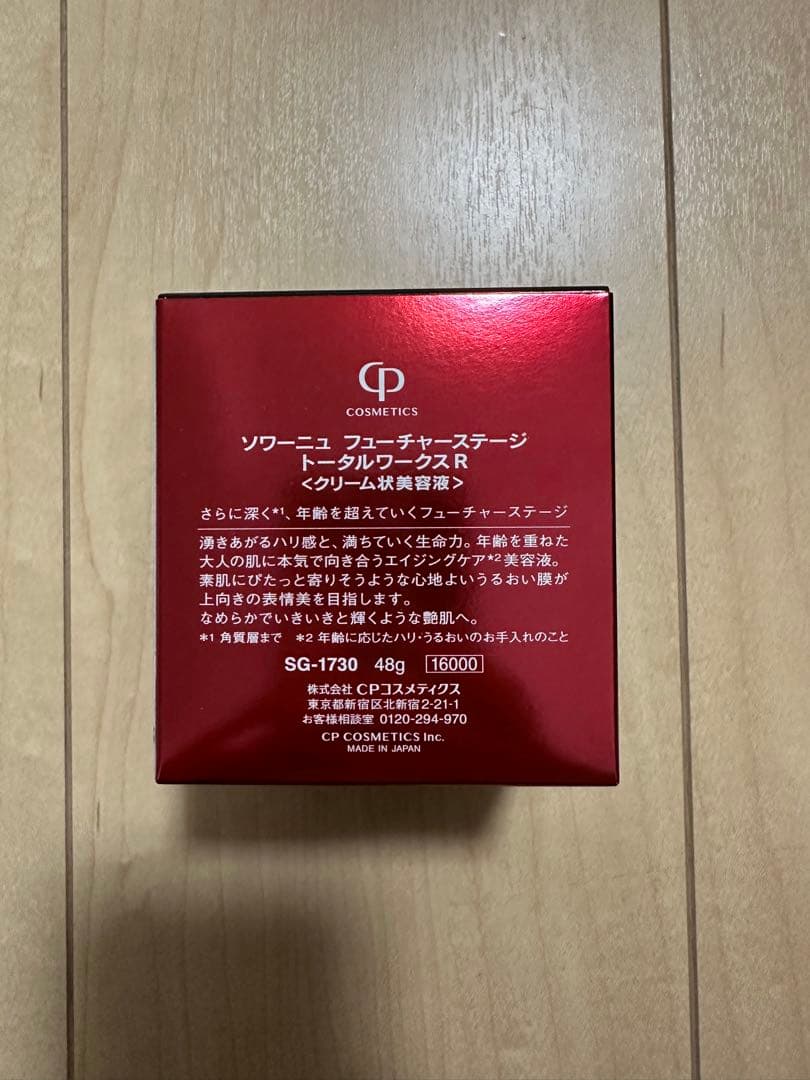 CP
COSMETICS
ソワーニュ フューチャーステージ
トータルワークスR
<クリーム状美容液>
さらに深く*1、年齢を超えていくフューチャーステージ
湧きあがるハリ感と、満ちていく生命力。年齢を重ねた
大人の肌に本気で向き合うエイジングケア*2美容液。
素肌にぴたっと寄りそうような心地よいうるおい膜が
上向きの表情美を目指します。
なめらかでいきいきと輝くような艶肌へ。
*1 角質層まで *2 年齢に応じたハリ・うるおいのお手入れのこと
SG-1730 48g 16000
株式会社 CPコスメティクス
東京都新宿区北新宿2-21-1
お客様相談室 0120-294-970
CP COSMETICS Inc.
MADE IN JAPAN